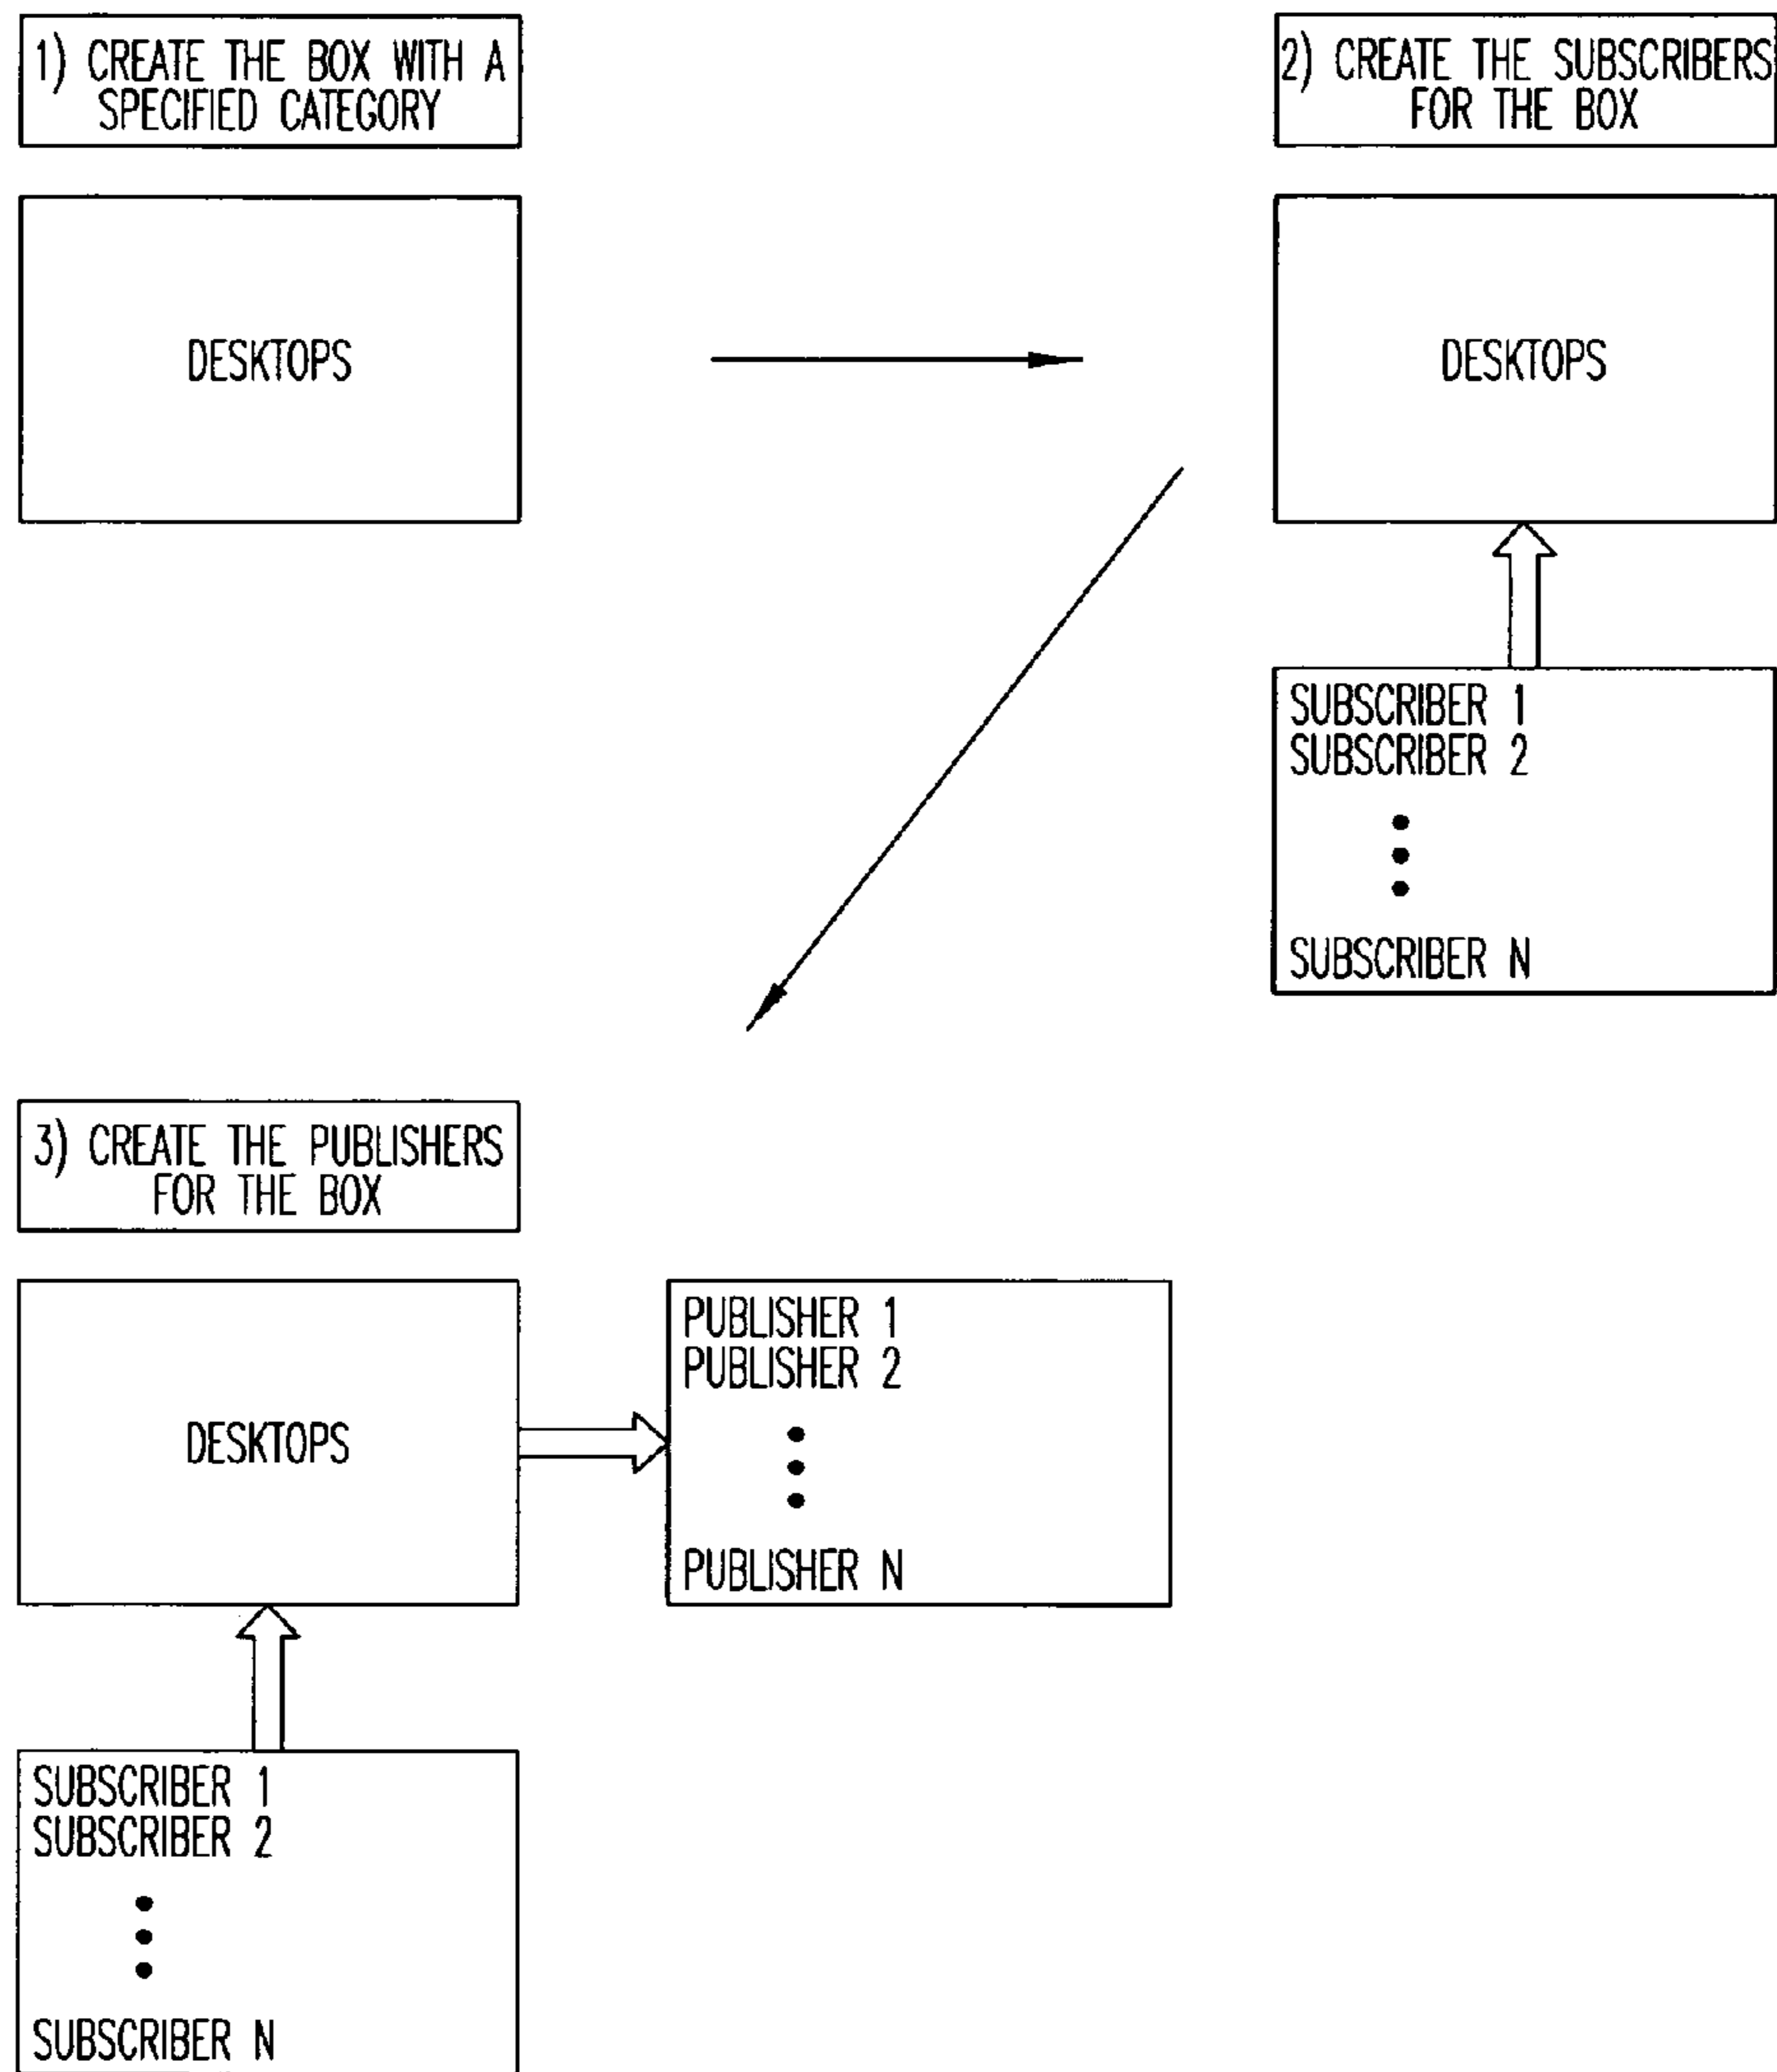 1) CREATE THE BOX WITH A
SPECIFIED CATEGORY
DESKTOPS
2) CREATE THE SUBSCRIBERS
FOR THE BOX
DESKTOPS
SUBSCRIBER 1
SUBSCRIBER 2
SUBSCRIBER N
3) CREATE THE PUBLISHERS
FOR THE BOX
DESKTOPS
PUBLISHER 1
PUBLISHER 2
PUBLISHER N
SUBSCRIBER 1
SUBSCRIBER 2
SUBSCRIBER N